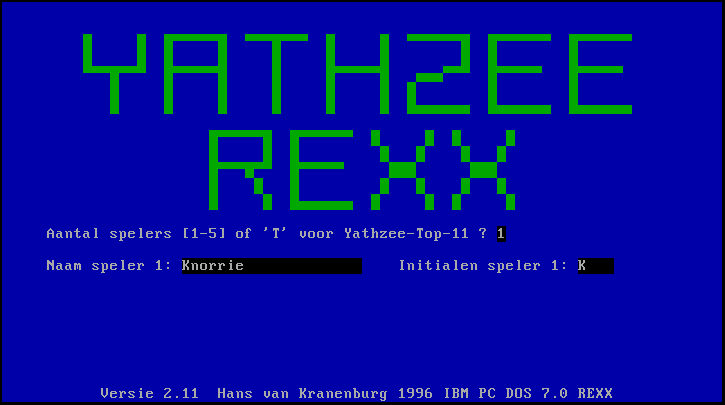 YATHZEE
REXX
Aantal spelers [1-5] of 'T' voor Yathzee-Top-11 ? 1
Naam speler 1: Knorrie Initialen speler 1: K
Versie 2.11 Hans van Kranenburg 1996 IBM PC DOS 7.0 REXX